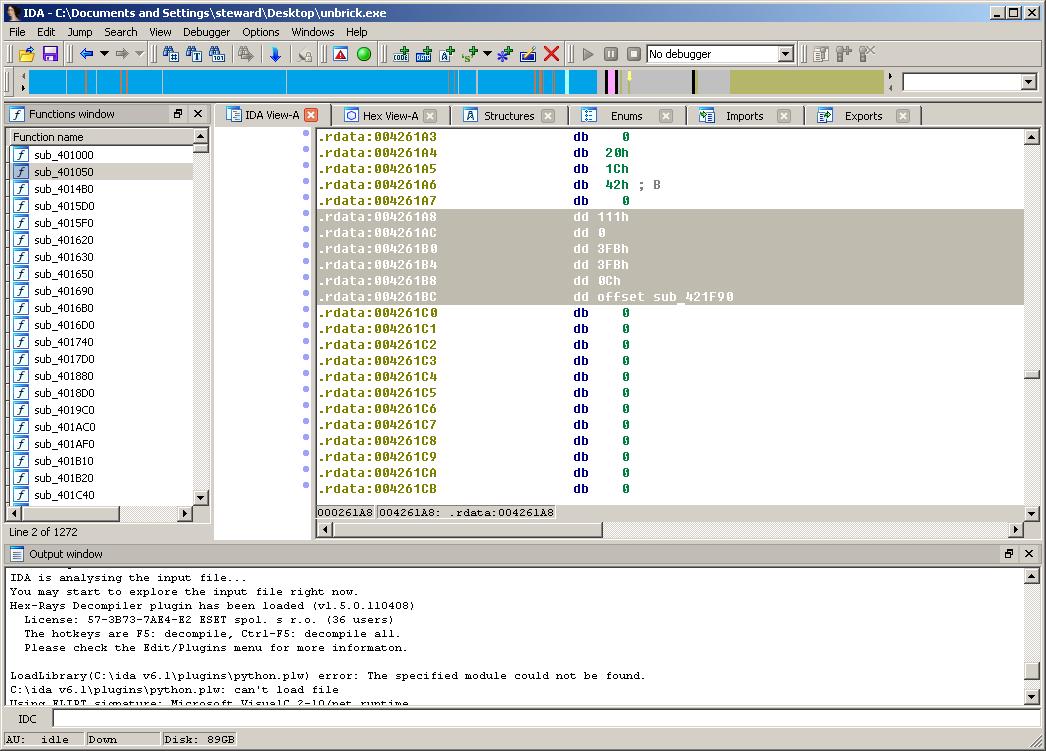 IDA - C:\Documents and Settings\steward\Desktop\unbrick.exe
File Edit Jump Search View Debugger Options Windows Help
No debugger
Functions window
IDA View-A
Hex View-A
Structures
Enums
Imports
Exports
Function name
sub_401000
sub_401050
sub_4014B0
sub_4015D0
sub_4015F0
sub_401620
sub_401630
sub_401650
sub_401690
sub_4016B0
sub_4016D0
sub_401740
sub_4017D0
sub_401880
sub_4018D0
sub_4019C0
sub_401AC0
sub_401AF0
sub_401B10
sub_401B20
sub_401C40
Line 2 of 1272
.rdata:004261A3 db 0
.rdata:004261A4 db 20h
.rdata:004261A5 db 1Ch
.rdata:004261A6 db 42h ; B
.rdata:004261A7 db 0
.rdata:004261A8 dd 111h
.rdata:004261AC dd 0
.rdata:004261B0 dd 3FBh
.rdata:004261B4 dd 3FBh
.rdata:004261B8 dd 0Ch
.rdata:004261BC dd offset sub_421F90
.rdata:004261C0 db 0
.rdata:004261C1 db 0
.rdata:004261C2 db 0
.rdata:004261C3 db 0
.rdata:004261C4 db 0
.rdata:004261C5 db 0
.rdata:004261C6 db 0
.rdata:004261C7 db 0
.rdata:004261C8 db 0
.rdata:004261C9 db 0
.rdata:004261CA db 0
.rdata:004261CB db 0
000261A8 004261A8: .rdata:004261A8
Output window
IDA is analysing the input file...
You may start to explore the input file right now.
Hex-Rays Decompiler plugin has been loaded (v1.5.0.110408)
License: 57-3B73-7AE4-E2 ESET spol. s r.o. (36 users)
The hotkeys are F5: decompile, Ctrl-F5: decompile all.
Please check the Edit/Plugins menu for more informaton.
LoadLibrary(C:\ida v6.1\plugins\python.plw) error: The specified module could not be found.
C:\ida v6.1\plugins\python.plw: can't load file
Using FLIRT signature: Microsoft VisualC 2-10/net runtime
IDC
AU: idle Down Disk: 89GB